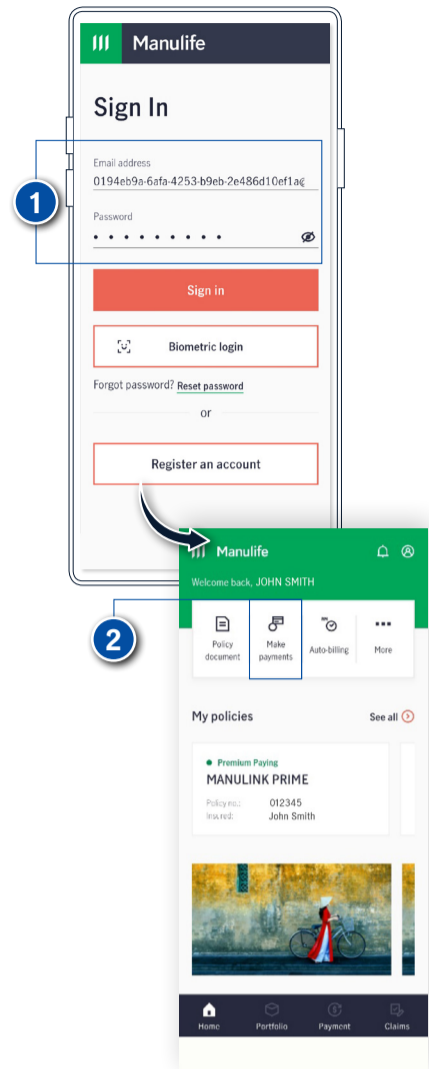 Manulife
Sign In
Email address
0194eb9a-6afa-4253-b9eb-2e486d10ef1a
Password
1
Sign in
Biometric login
Forgot password? Reset password
or
Register an account
Manulife
Welcome back, JOHN SMITH
2
Policy document
Make payments
Auto-billing
More
My policies
See all
Premium Paying
MANULINK PRIME
Policy no.: 012345
Insured: John Smith
Home
Portfolio
Payment
Claims